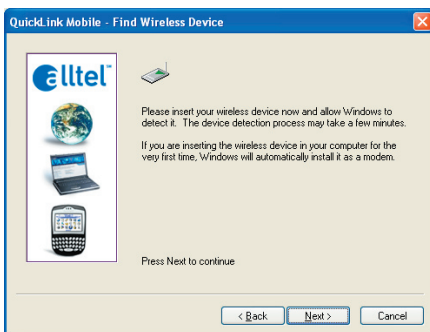 QuickLink Mobile - Find Wireless Device
alltel
Please insert your wireless device now and allow Windows to
detect it. The device detection process may take a few minutes.
If you are inserting the wireless device in your computer for the
very first time, Windows will automatically install it as a modem.
Press Next to continue
< Back
Next >
Cancel